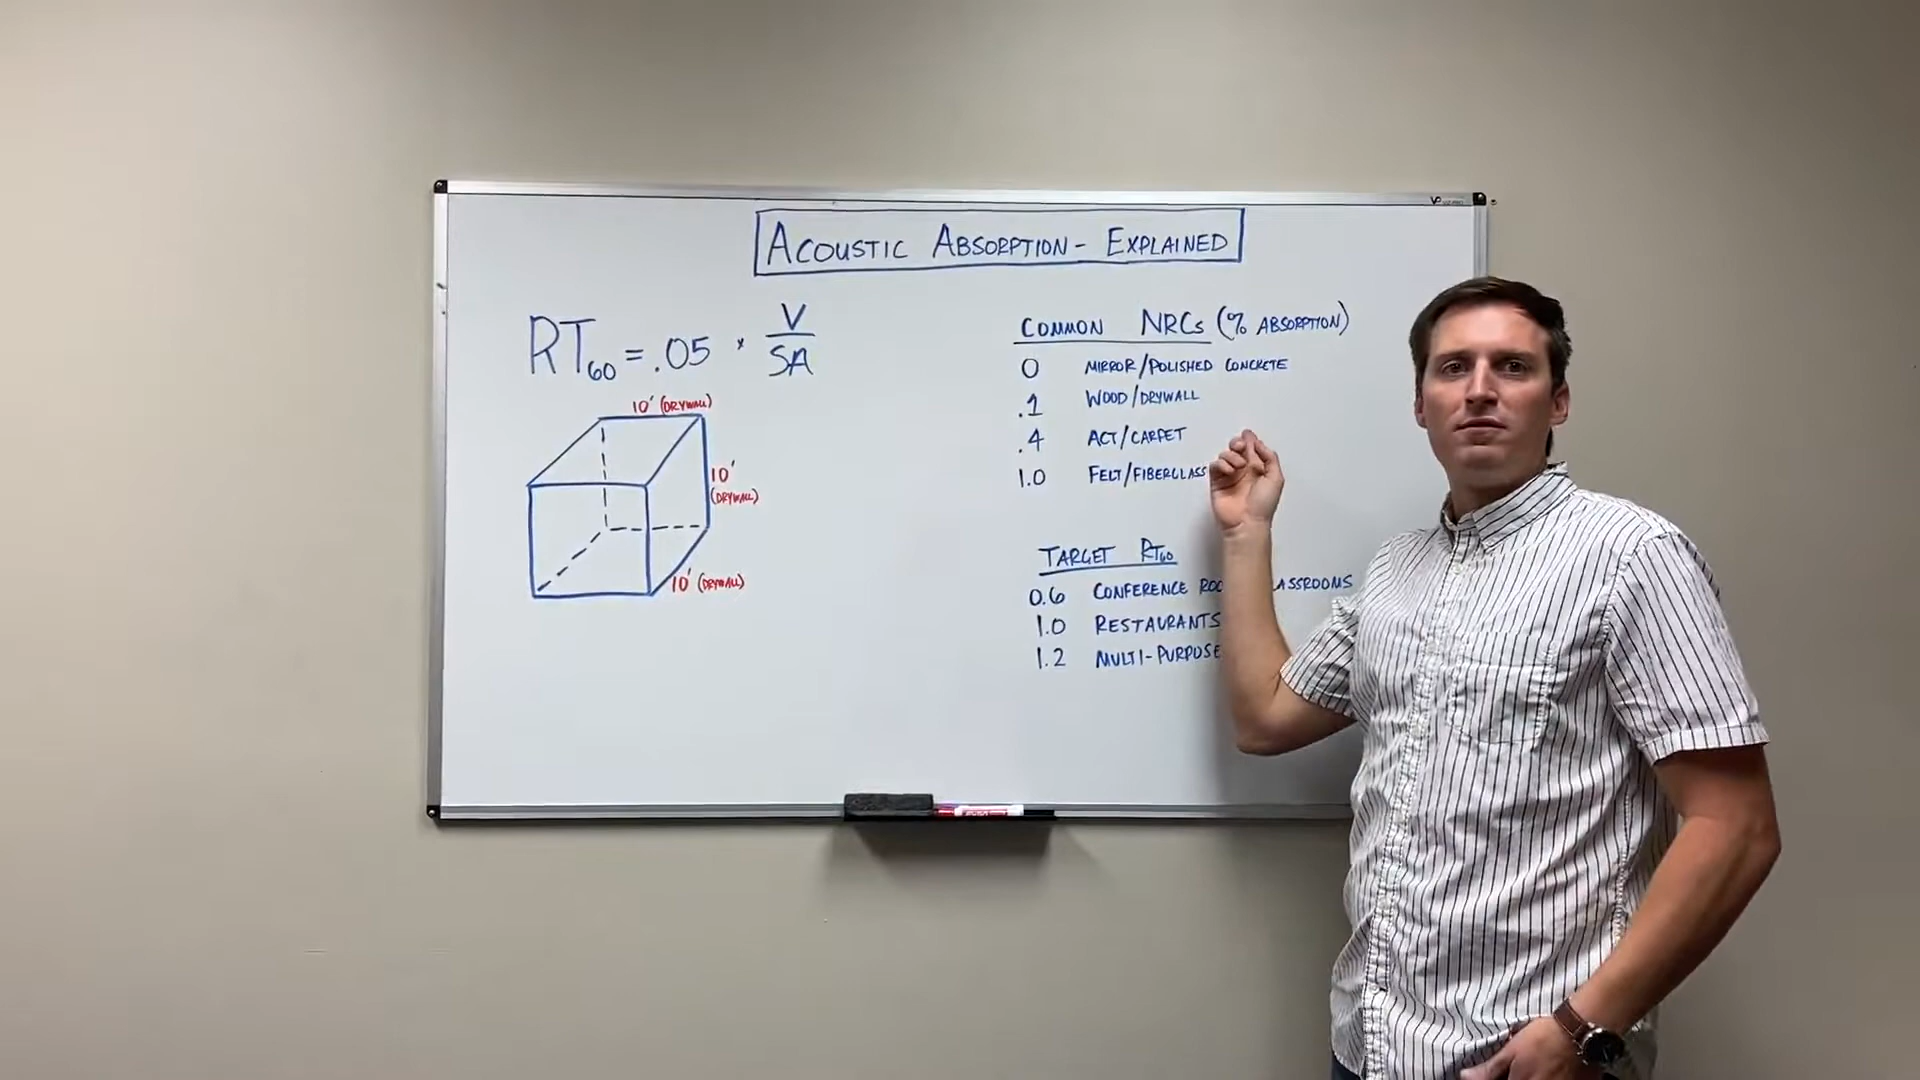 ACOUSTIC ABSORPTION - EXPLAINED
RT60 = .05 * V/SA
10' (DRYWALL)
10'
(DRYWALL)
10' (DRYWALL)
COMMON NRCs (% ABSORPTION)
0 MIRROR/POLISHED CONCRETE
.1 WOOD/DRYWALL
.4 ACT/CARPET
1.0 FELT/FIBERGLASS
TARGET RT60
0.6 CONFERENCE
1.0 RESTAURANTS
1.2 MULTI-PURPOSE